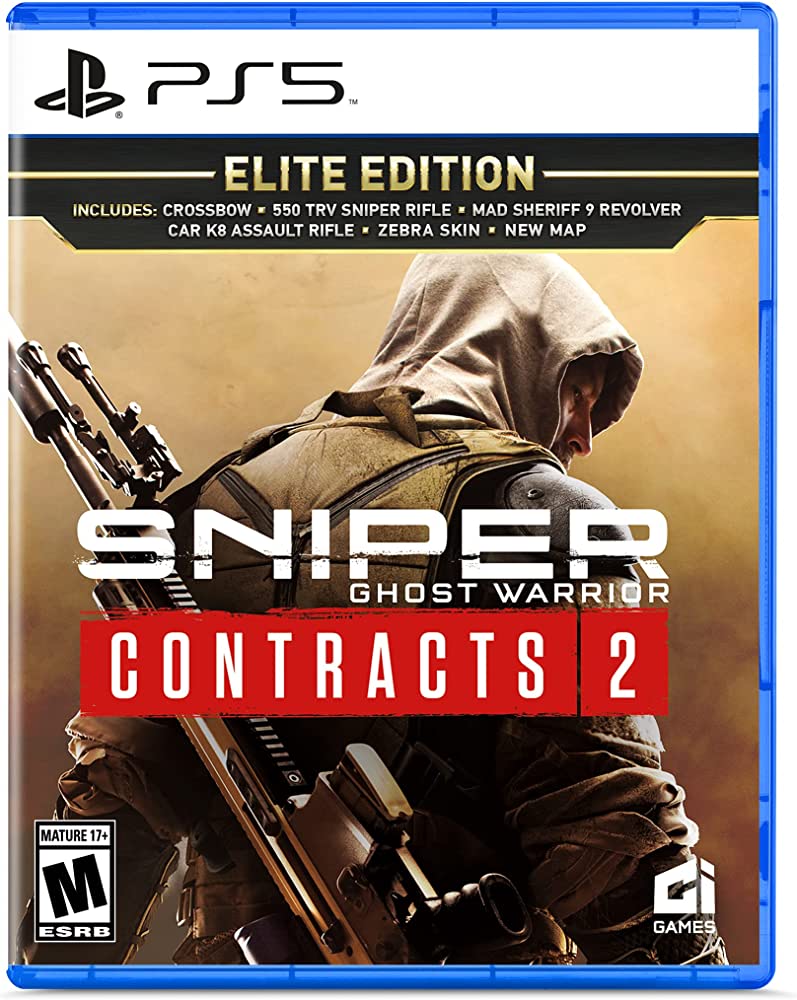 PS5
ELITE EDITION
INCLUDES: CROSSBOW ▪ 550 TRV SNIPER RIFLE ▪ MAD SHERIFF 9 REVOLVER
CAR K8 ASSAULT RIFLE ▪ ZEBRA SKIN ▪ NEW MAP
SNIPER
GHOST WARRIOR
CONTRACTS 2
MATURE 17+
M
ESRB
CI
GAMES